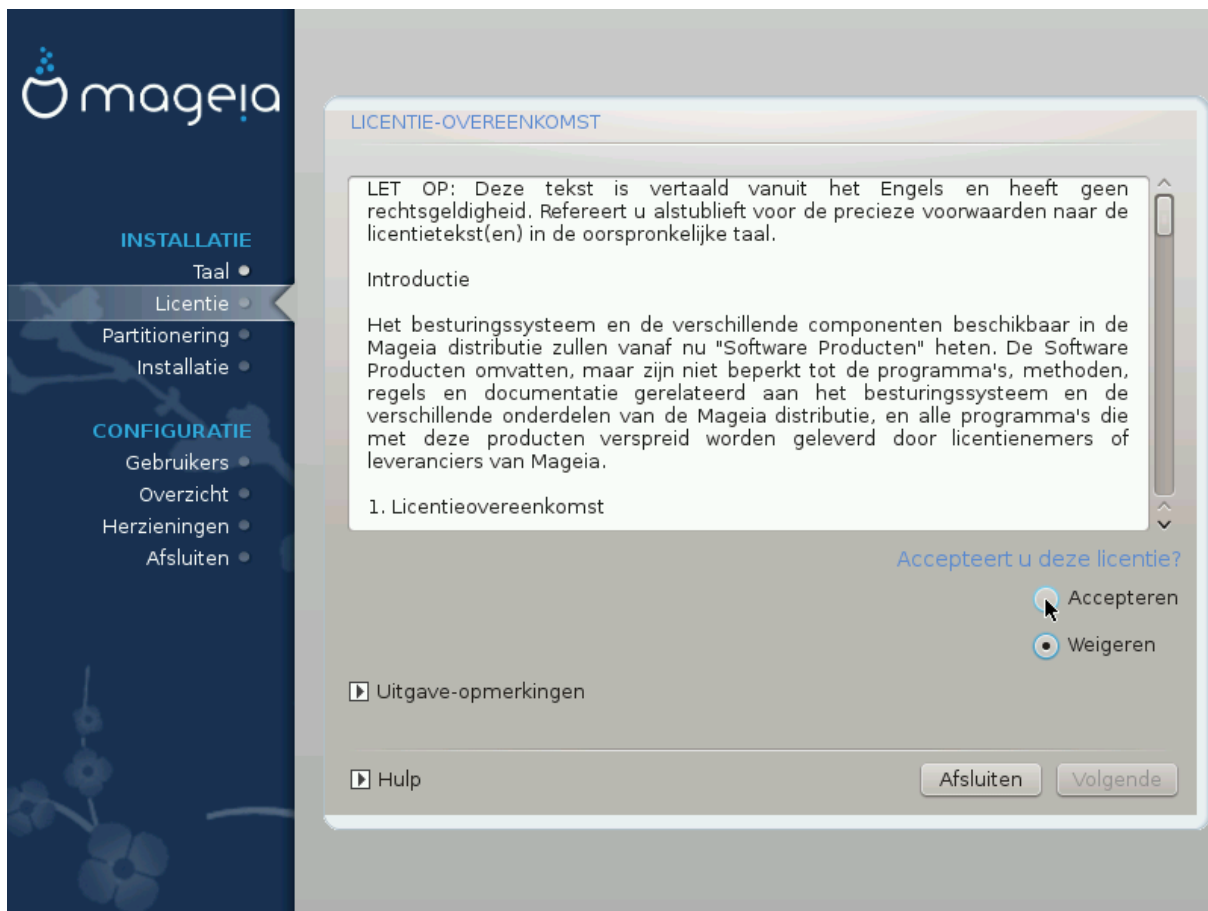 mageia
INSTALLATIE
Taal
Licentie
Partitionering
Installatie
CONFIGURATIE
Gebruikers
Overzicht
Herzieningen
Afsluiten
LICENTIE-OVEREENKOMST
LET OP: Deze tekst is vertaald vanuit het Engels en heeft geen
rechtsgeldigheid. Refereert u alstublieft voor de precieze voorwaarden naar de
licentietekst(en) in de oorspronkelijke taal.
Introductie
Het besturingssysteem en de verschillende componenten beschikbaar in de
Mageia distributie zullen vanaf nu "Software Producten" heten. De Software
Producten omvatten, maar zijn niet beperkt tot de programma's, methoden,
regels en documentatie gerelateerd aan het besturingssysteem en de
verschillende onderdelen van de Mageia distributie, en alle programma's die
met deze producten verspreid worden geleverd door licentienemers of
leveranciers van Mageia.
1. Licentieovereenkomst
Accepteert u deze licentie?
Accepteren
Weigeren
Uitgave-opmerkingen
Hulp
Afsluiten
Volgende